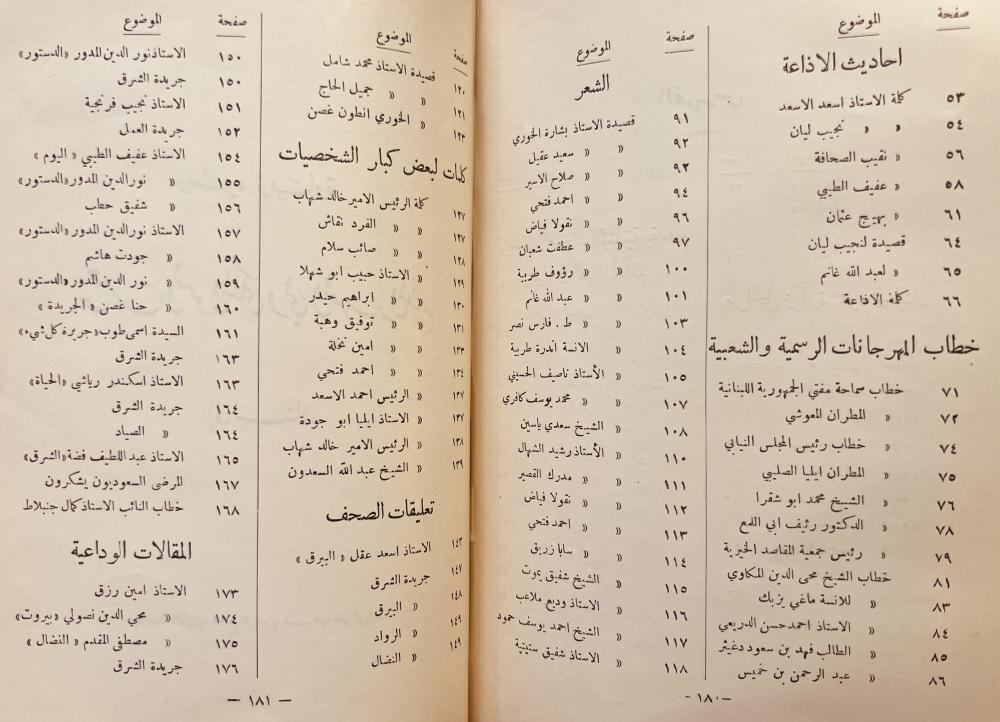 صفحة الموضوع
احاديث الاذاعة
٥٣ كلمة الاستاذ اسعد الاسعد
٥٤ » » نجيب ليان
٥٦ » نقيب الصحافة
٥٨ » عفيف الطيبي
٦١ » بهيج عثمان
٦٤ قصيدة لنجيب ليان
٦٥ » لعبد الله غانم
٦٦ كلمة الاذاعة
خطاب المهرجانات الرسمية والشعبية
٧١ خطاب سماحة مفتي الجمهورية اللبنانية
٧٢ » المطران المعوشي
٧٤ » خطاب رئيس المجلس النيابي
٧٥ » المطران ايليا الصليبي
٧٦ » الشيخ محمد ابو شقرا
٧٨ » الدكتور رئيف ابي اللمع
٧٩ » رئيس جمعية المقاصد الخيرية
٨١ خطاب الشيخ محي الدين المكاوي
٨٣ » للانسة ماغي يزبك
٨٤ » الاستاذ احمد حسن الدريعي
٨٥ » الطالب فهد بن سعود دغيثر
٨٦ » عبد الرحمن بن خميس
صفحة الموضوع
الشعر
٩١ قصيدة الاستاذ بشارة الخوري
٩٢ » » سعيد عقيل
٩٣ » » صلاح الاسير
٩٤ » » احمد فتحي
٩٦ » » نقولا فياض
٩٧ » » عطفت شعبان
١٠٠ » » رؤوف طربية
١٠١ » » عبد الله غانم
١٠٣ » » ط . فارس نصر
١٠٤ » » الانسة اندرة طربية
١٠٥ » الأستاذ ناصيف الحسيني
١٠٧ » » محمد يوسف كافري
١٠٨ » الشيخ سعدي ياسين
١١٠ » الأستاذ رشيد الشهال
١١١ » » مدرك القصير
١١٢ » » نقولا فياض
١١٣ » » احمد فتحي
١١٤ » » سابا زريق
١١٥ » الشيخ شفيق يموت
١١٦ » الاستاذ وديع ملاعب
١١٧ » الشيخ احمد يوسف حمود
١١٨ » الاستاذ شفيق ستيتية
— ١٨٠ —
صفحة الموضوع
قصيدة الاستاذ محمد شامل
١٢٠ » » جميل الحاج
١٢١ » الخوري انطون غصن
١٢٣
كلمات لبعض كبار الشخصيات
١٢٧ كلمة الرئيس الامير خالد شهاب
١٢٧ » » الفرد نقاش
١٢٨ » » صائب سلام
١٢٩ » الاستاذ حبيب ابو شهلا
١٣٠ » » ابراهيم حيدر
١٣١ » » توفيق وهبة
١٣٣ » » امين نخلة
١٣٤ » » احمد فتحي
١٣٧ » الرئيس احمد الاسعد
١٣٧ » الاستاذ ايليا ابو جودة
١٣٨ » الرئيس الامير خالد شهاب
١٣٩ » الشيخ عبد الله السعدون
تعليقات الصحف
١٤٣ الاستاذ اسعد عقل « البيرق »
١٤٧ جريدة الشرق
١٤٨ » البيرق
١٤٩ » الرواد
١٤٩ » النضال
صفحة الموضوع
١٥٠ الاستاذ نور الدين المدور «الدستور»
١٥٠ جريدة الشرق
١٥١ الاستاذ نجيب فرنجية
١٥٢ جريدة العمل
١٥٤ الاستاذ عفيف الطيبي « اليوم »
١٥٥ » نور الدين المدور «الدستور»
١٥٦ » شفيق حطب
١٥٧ الاستاذ نور الدين المدور «الدستور»
١٥٨ » جودت هاشم
١٥٩ » نور الدين المدور «الدستور»
١٦٠ » حنا غصن « الجريدة »
١٦١ السيدة اسمى طوب «جريرة كل شيء»
١٦٣ جريدة الشرق
١٦٣ الاستاذ اسكندر رياشي «الحياة»
١٦٤ جريدة الشرق
١٦٤ » الصياد
١٦٥ الاستاذ عبد اللطيف فضة «الشرق»
١٦٧ المرضى السعوديون يشكرون
١٦٨ خطاب النائب الاستاذ كمال جنبلاط
المقالات الوداعية
١٧٣ الاستاذ امين رزق
١٧٤ » محي الدين نصولي «بيروت»
١٧٥ » مصطفى المقدم « النضال »
١٧٦ جريدة الشرق
— ١٨١ —